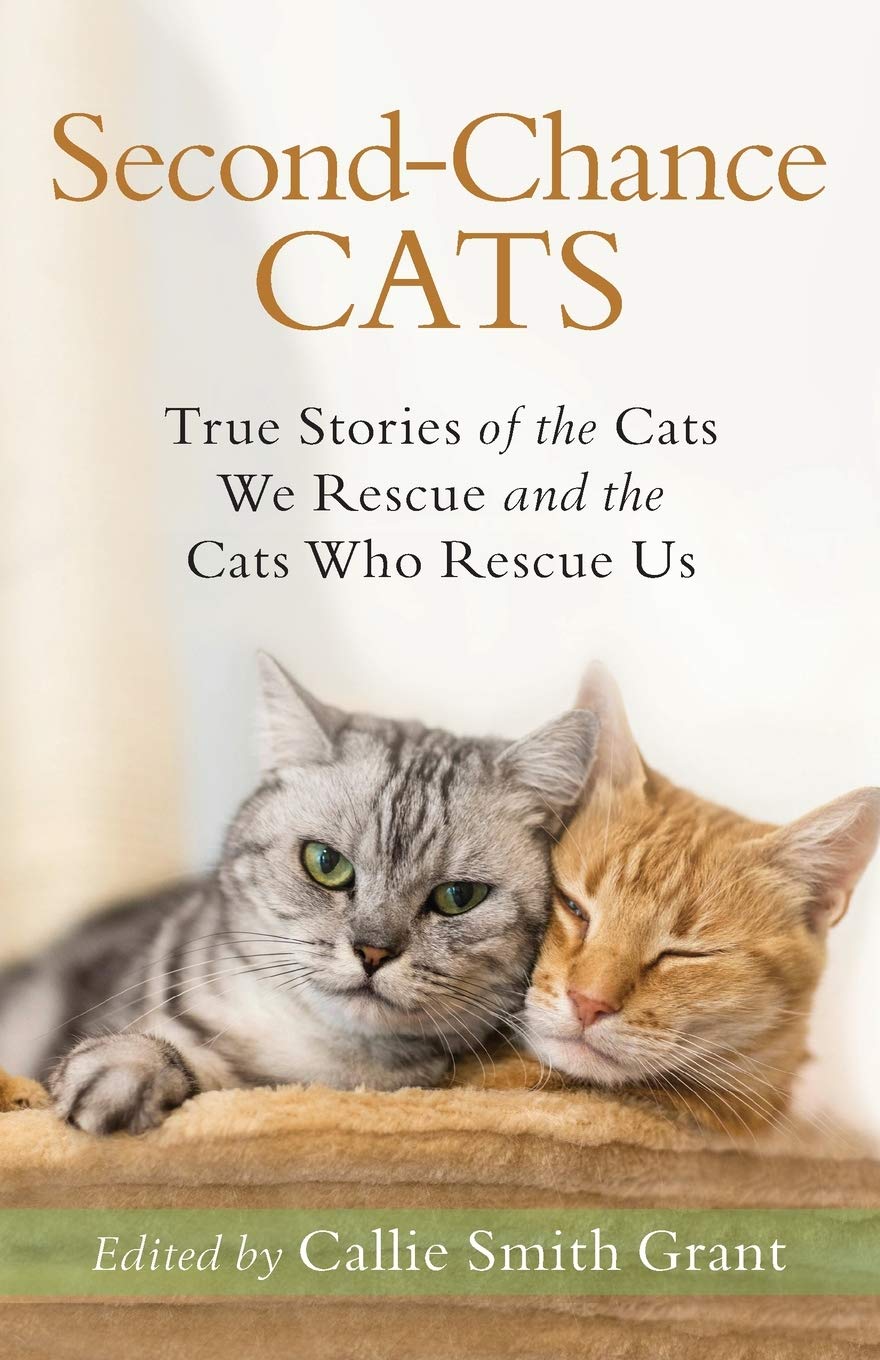 Second-Chance
CATS
True Stories of the Cats
We Rescue and the
Cats Who Rescue Us
Edited by Callie Smith Grant